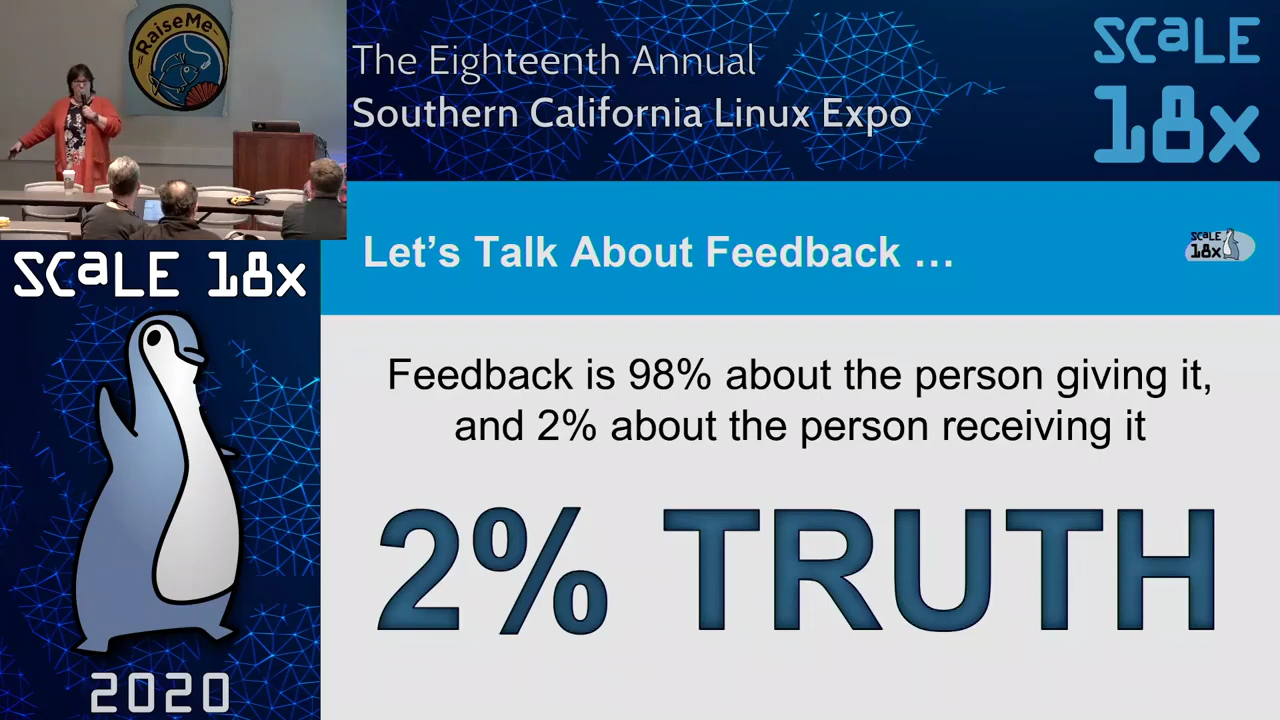 RaiseMe
The Eighteenth Annual
Southern California Linux Expo
SCaLE
18x
Let's Talk About Feedback …
SCaLE
18x
SCaLE 18x
Feedback is 98% about the person giving it,
and 2% about the person receiving it
2% TRUTH
2020